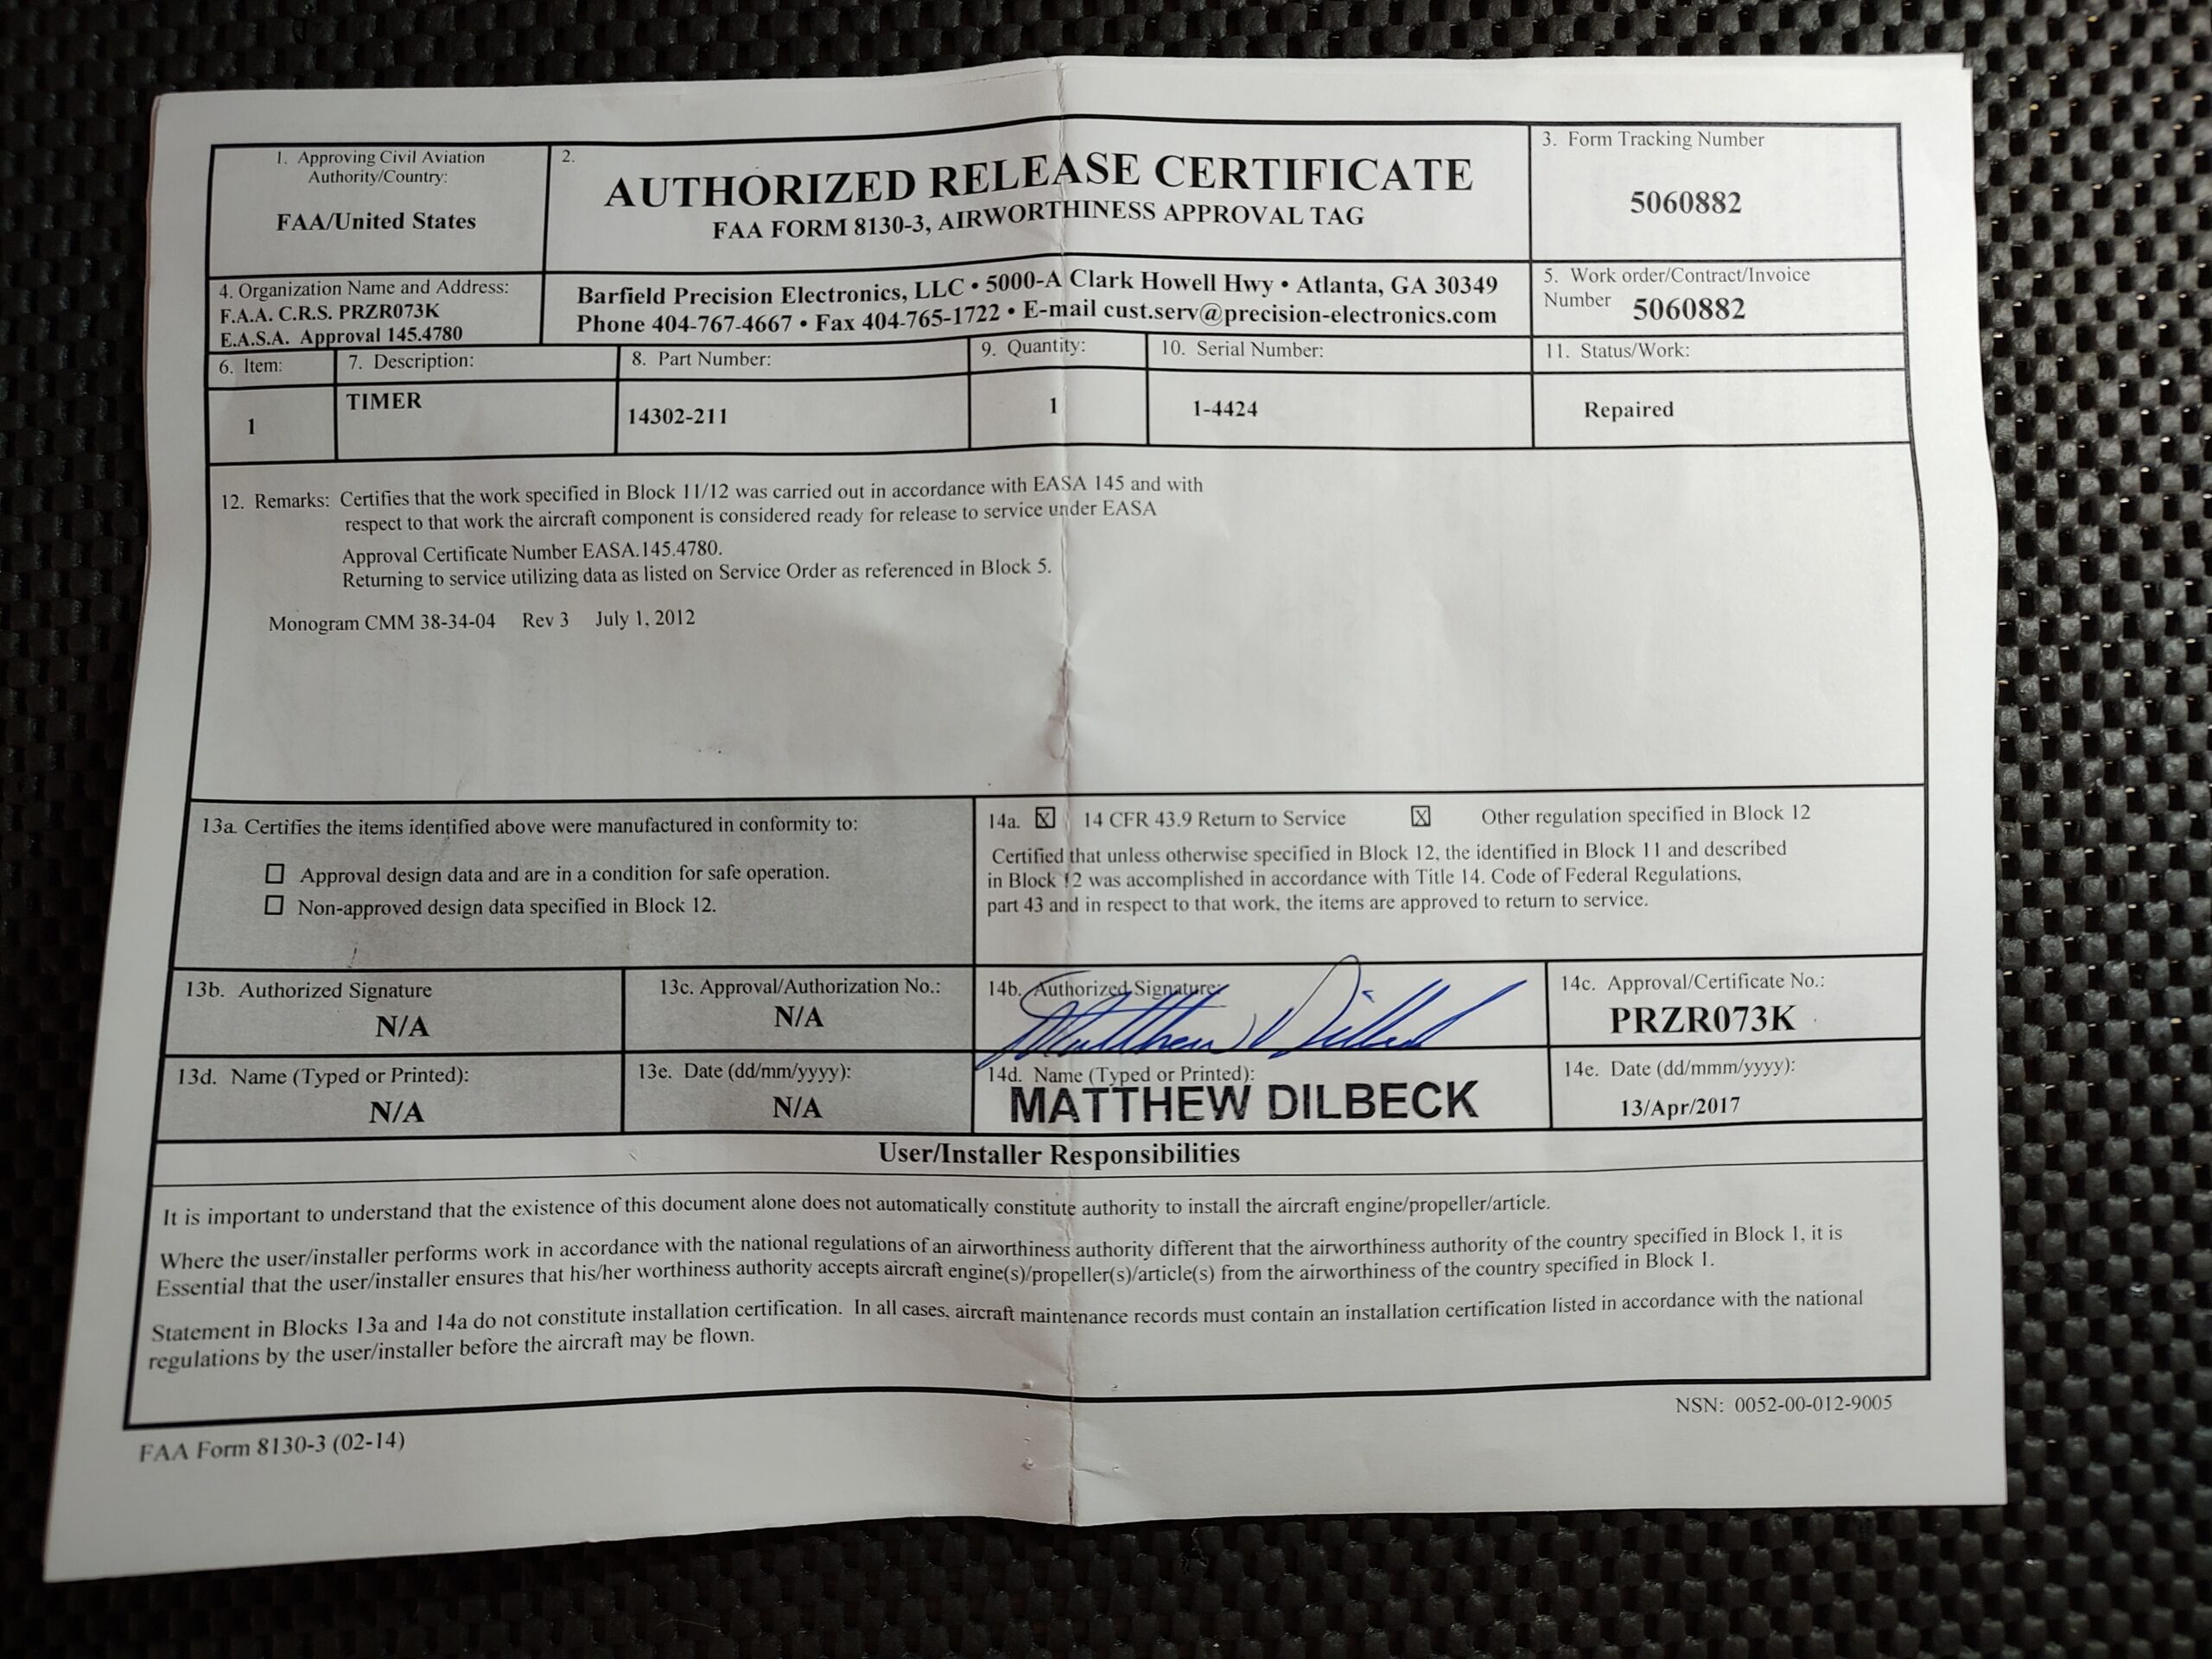 1. Approving Civil Aviation
Authority/Country:
FAA/United States
2.
AUTHORIZED RELEASE CERTIFICATE
FAA FORM 8130-3, AIRWORTHINESS APPROVAL TAG
3. Form Tracking Number
5060882
4. Organization Name and Address:
F.A.A. C.R.S. PRZR073K
E.A.S.A. Approval 145.4780
Barfield Precision Electronics, LLC • 5000-A Clark Howell Hwy • Atlanta, GA 30349
Phone 404-767-4667 • Fax 404-765-1722 • E-mail cust.serv@precision-electronics.com
5. Work order/Contract/Invoice
Number 5060882
6. Item:
7. Description:
8. Part Number:
9. Quantity:
10. Serial Number:
11. Status/Work:
1
TIMER
14302-211
1
1-4424
Repaired
12. Remarks: Certifies that the work specified in Block 11/12 was carried out in accordance with EASA 145 and with
respect to that work the aircraft component is considered ready for release to service under EASA
Approval Certificate Number EASA.145.4780.
Returning to service utilizing data as listed on Service Order as referenced in Block 5.
Monogram CMM 38-34-04 Rev 3 July 1, 2012
13a. Certifies the items identified above were manufactured in conformity to:
Approval design data and are in a condition for safe operation.
Non-approved design data specified in Block 12.
14a. X 14 CFR 43.9 Return to Service X Other regulation specified in Block 12
Certified that unless otherwise specified in Block 12, the identified in Block 11 and described
in Block 12 was accomplished in accordance with Title 14. Code of Federal Regulations,
part 43 and in respect to that work, the items are approved to return to service.
13b. Authorized Signature
N/A
13c. Approval/Authorization No.:
N/A
14b. Authorized Signature:
Matthew Dilbeck
14c. Approval/Certificate No.:
PRZR073K
13d. Name (Typed or Printed):
N/A
13e. Date (dd/mm/yyyy):
N/A
14d. Name (Typed or Printed):
MATTHEW DILBECK
14e. Date (dd/mmm/yyyy):
13/Apr/2017
User/Installer Responsibilities
It is important to understand that the existence of this document alone does not automatically constitute authority to install the aircraft engine/propeller/article.
Where the user/installer performs work in accordance with the national regulations of an airworthiness authority different that the airworthiness authority of the country specified in Block 1, it is
Essential that the user/installer ensures that his/her worthiness authority accepts aircraft engine(s)/propeller(s)/article(s) from the airworthiness of the country specified in Block 1.
Statement in Blocks 13a and 14a do not constitute installation certification. In all cases, aircraft maintenance records must contain an installation certification listed in accordance with the national
regulations by the user/installer before the aircraft may be flown.
FAA Form 8130-3 (02-14)
NSN: 0052-00-012-9005